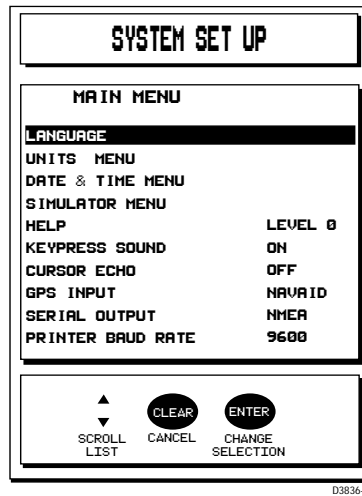 SYSTEM SET UP
MAIN MENU
LANGUAGE
UNITS MENU
DATE & TIME MENU
SIMULATOR MENU
HELP LEVEL 0
KEYPRESS SOUND ON
CURSOR ECHO OFF
GPS INPUT NAVAID
SERIAL OUTPUT NMEA
PRINTER BAUD RATE 9600
CLEAR ENTER
SCROLL LIST
CANCEL
CHANGE SELECTION
D3836-